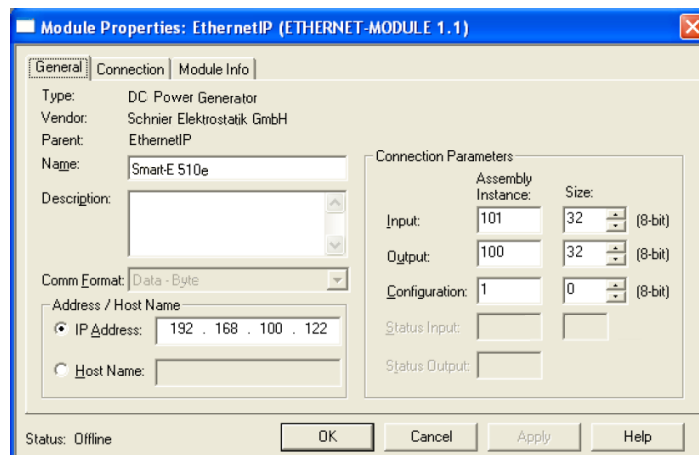 Module Properties: EthernetIP (ETHERNET-MODULE 1.1)
General Connection Module Info
Type: DC Power Generator
Vendor: Schnier Elektrostatik GmbH
Parent: EthernetIP
Name: Smart-E 510e
Description:
Comm Format: Data - Byte
Address / Host Name
IP Address: 192 . 168 . 100 . 122
Host Name:
Connection Parameters
Assembly Instance: Size:
Input: 101 32 (8-bit)
Output: 100 32 (8-bit)
Configuration: 1 0 (8-bit)
Status Input:
Status Output:
Status: Offline
OK Cancel Apply Help